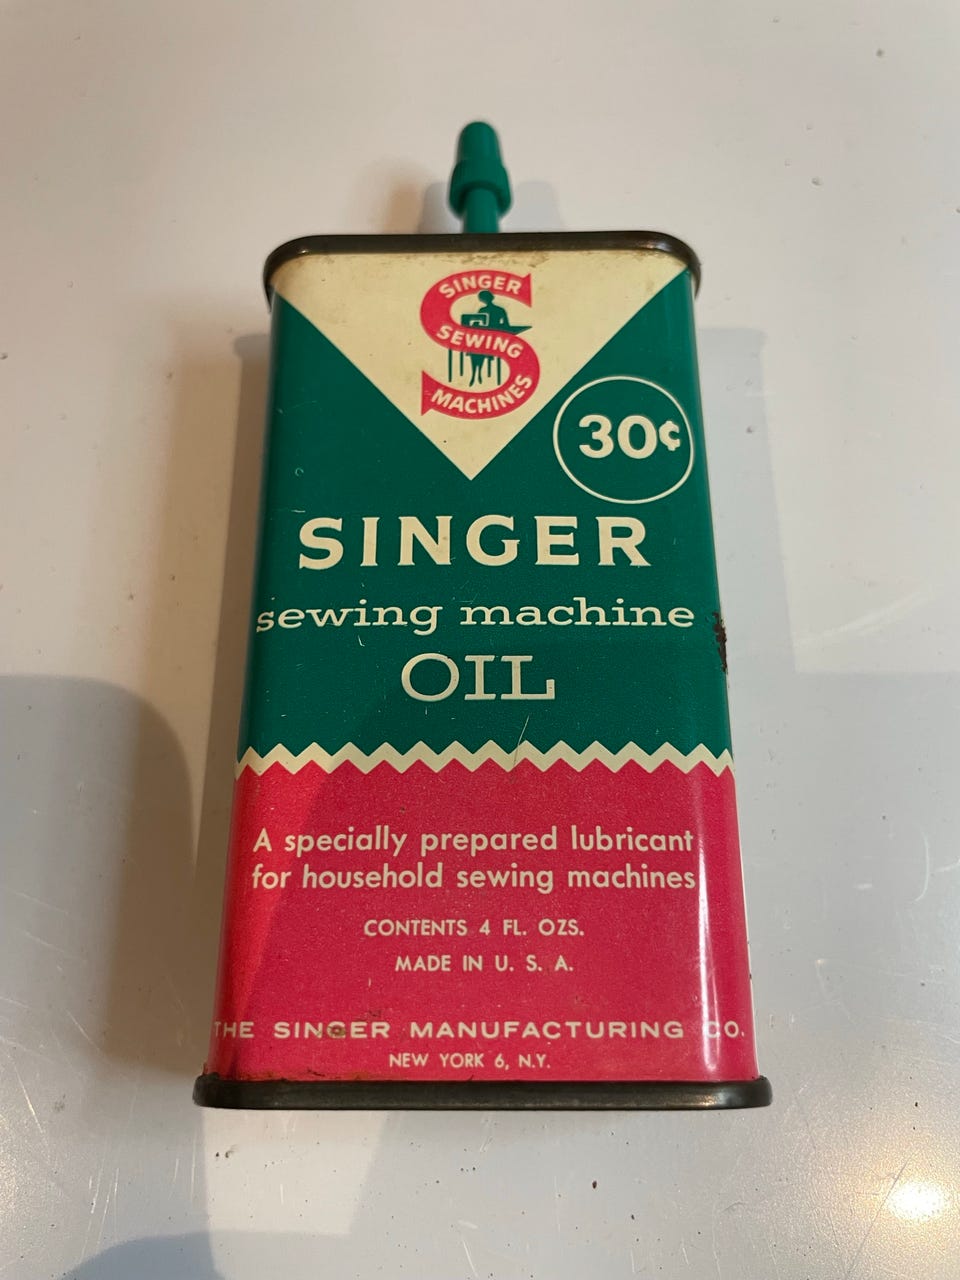 SINGER
SEWING
MACHINES
30¢
SINGER
sewing machine
OIL
A specially prepared lubricant
for household sewing machines
CONTENTS 4 FL. OZS.
MADE IN U. S. A.
THE SINGER MANUFACTURING CO.
NEW YORK 6, N.Y.